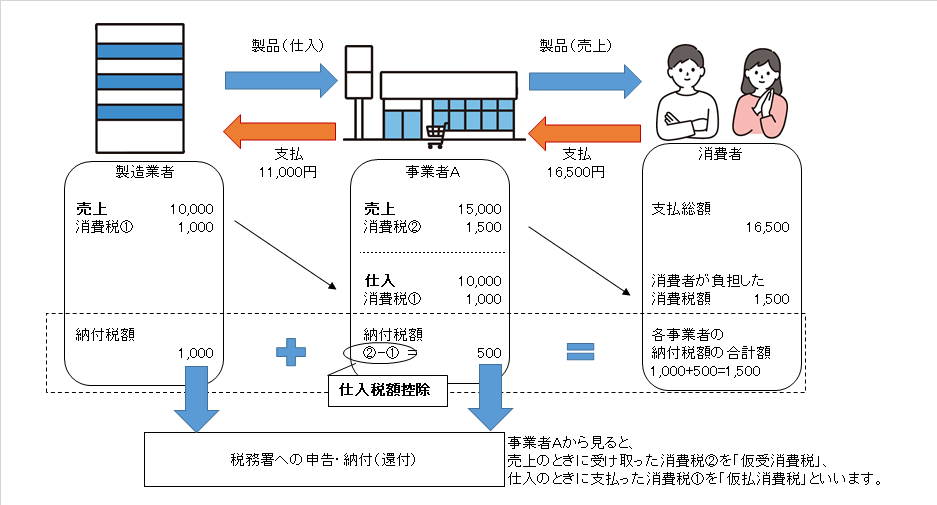 製品（仕入）
製品（売上）
支払
11,000円
支払
16,500円
製造業者
売上 10,000
消費税① 1,000
納付税額
1,000
事業者Ａ
売上 15,000
消費税② 1,500
仕入 10,000
消費税① 1,000
納付税額
②-① = 500
仕入税額控除
消費者
支払総額
16,500
消費者が負担した
消費税額 1,500
各事業者の
納付税額の合計額
1,000+500=1,500
税務署への申告・納付（還付）
事業者Ａから見ると、
売上のときに受け取った消費税②を「仮受消費税」、
仕入のときに支払った消費税①を「仮払消費税」といいます。